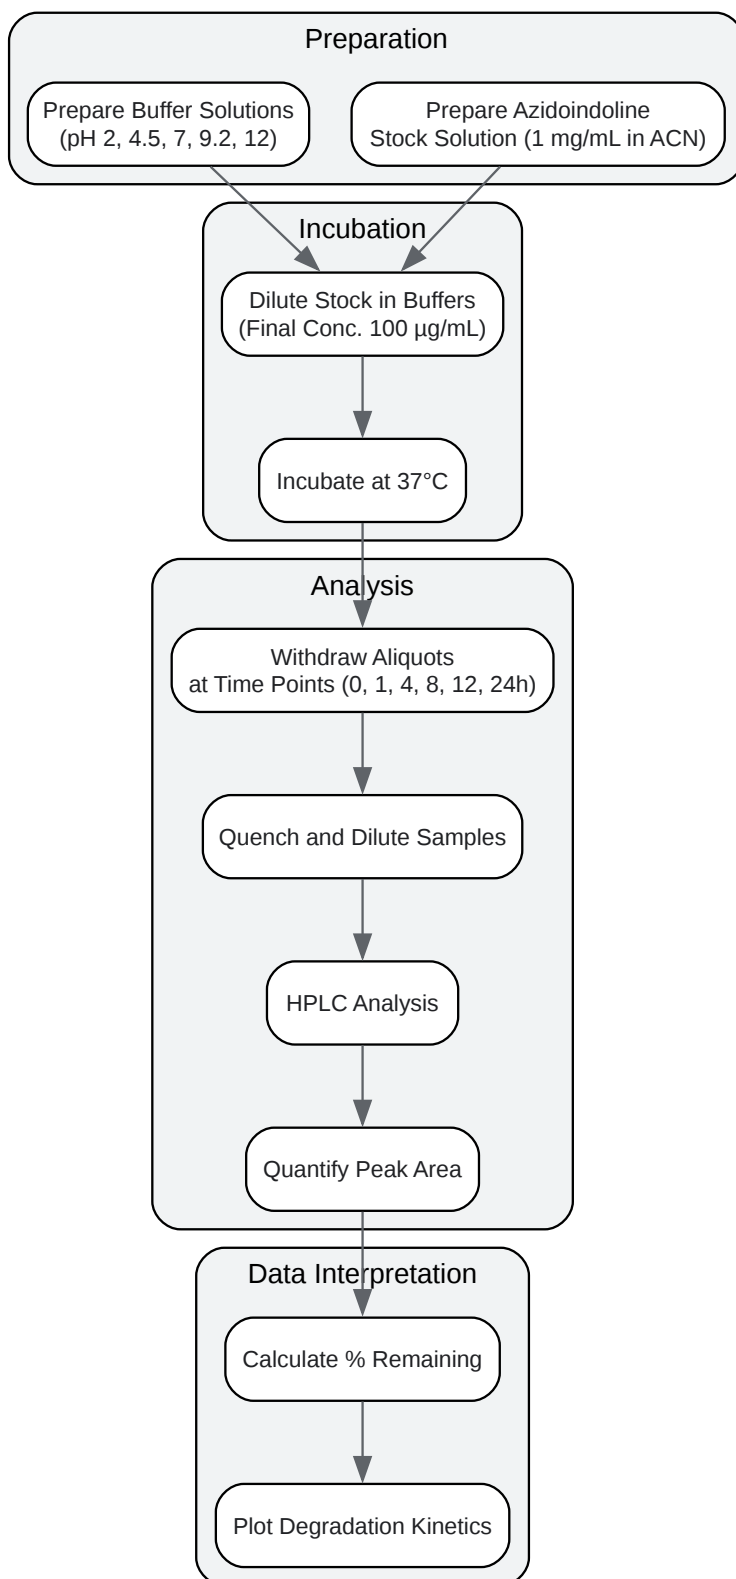 Preparation
Prepare Buffer Solutions
(pH 2, 4.5, 7, 9.2, 12)
Prepare Azidoindoline
Stock Solution (1 mg/mL in ACN)
Incubation
Dilute Stock in Buffers
(Final Conc. 100 µg/mL)
Incubate at 37°C
Analysis
Withdraw Aliquots
at Time Points (0, 1, 4, 8, 12, 24h)
Quench and Dilute Samples
HPLC Analysis
Quantify Peak Area
Data Interpretation
Calculate % Remaining
Plot Degradation Kinetics